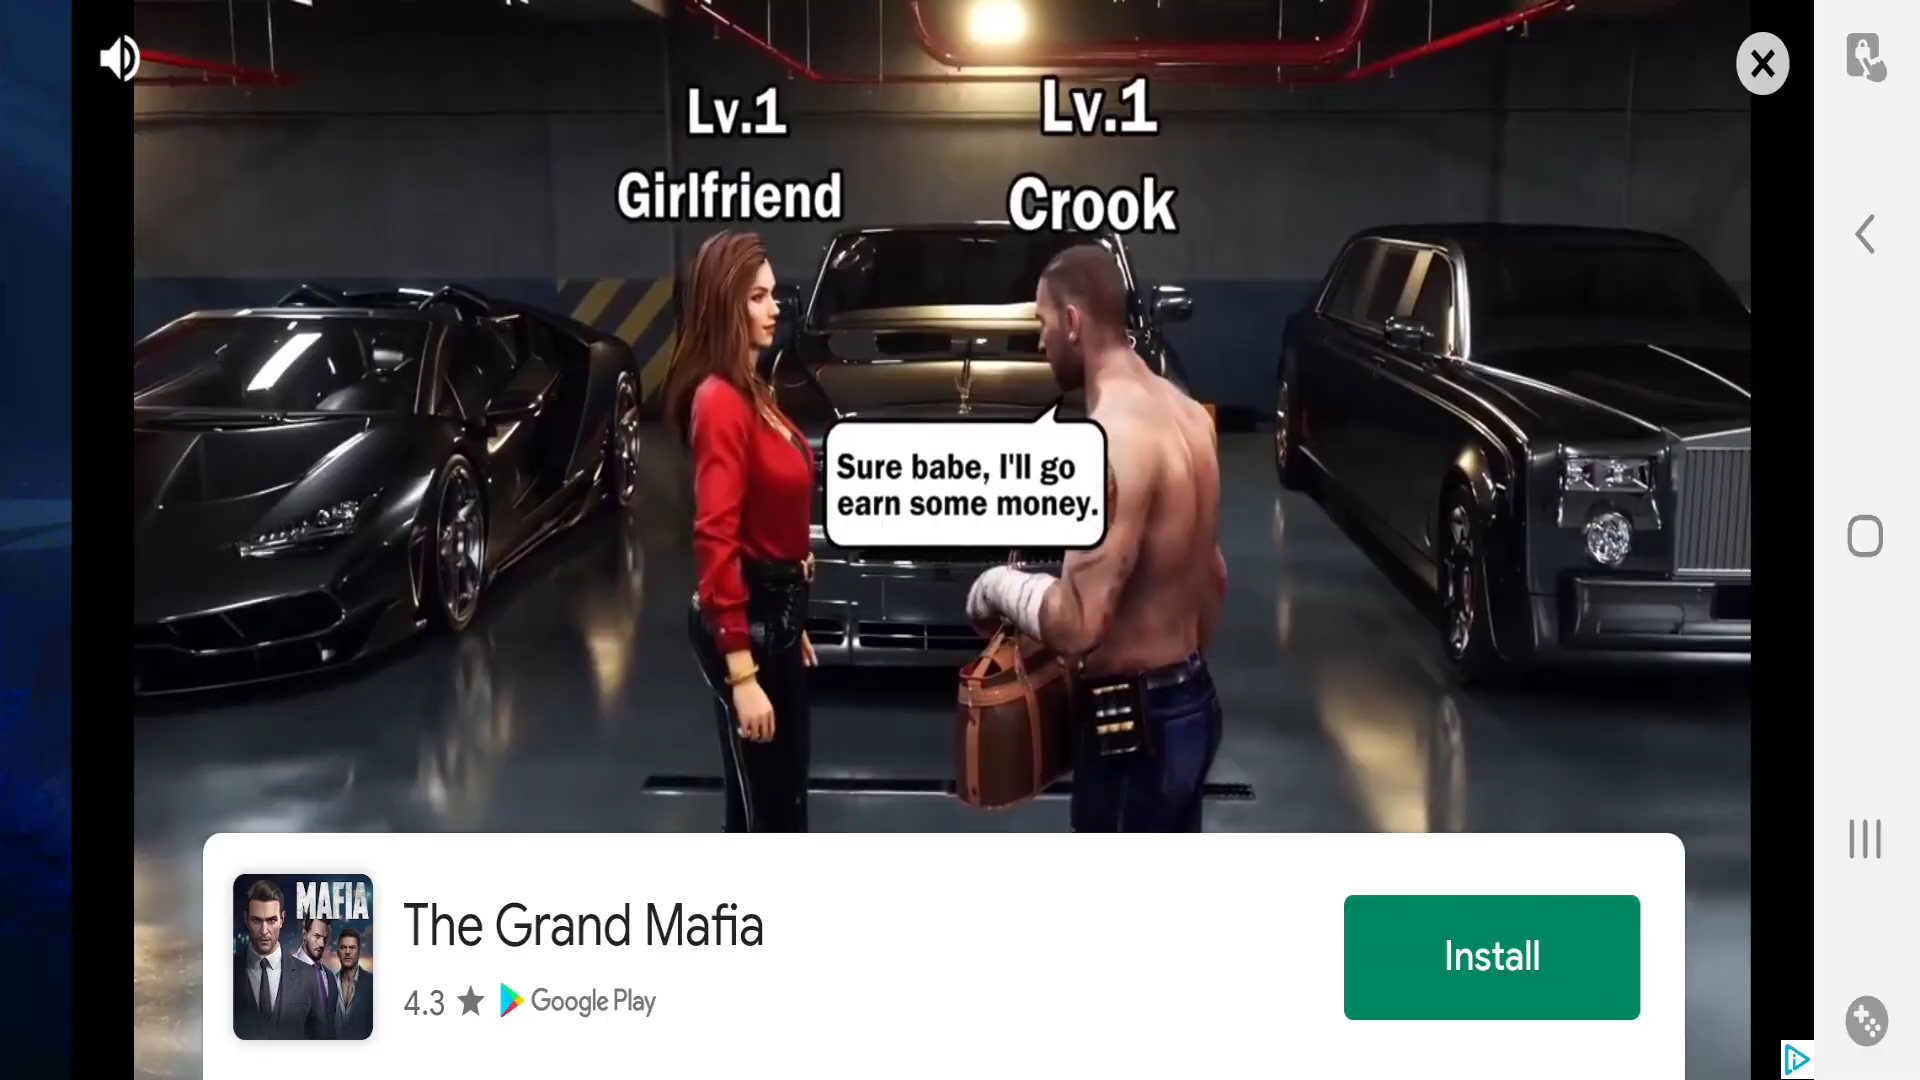 Lv.1
Girlfriend
Lv.1
Crook
Sure babe, I'll go
earn some money.
MAFIA
The Grand Mafia
4.3 ★ Google Play
Install